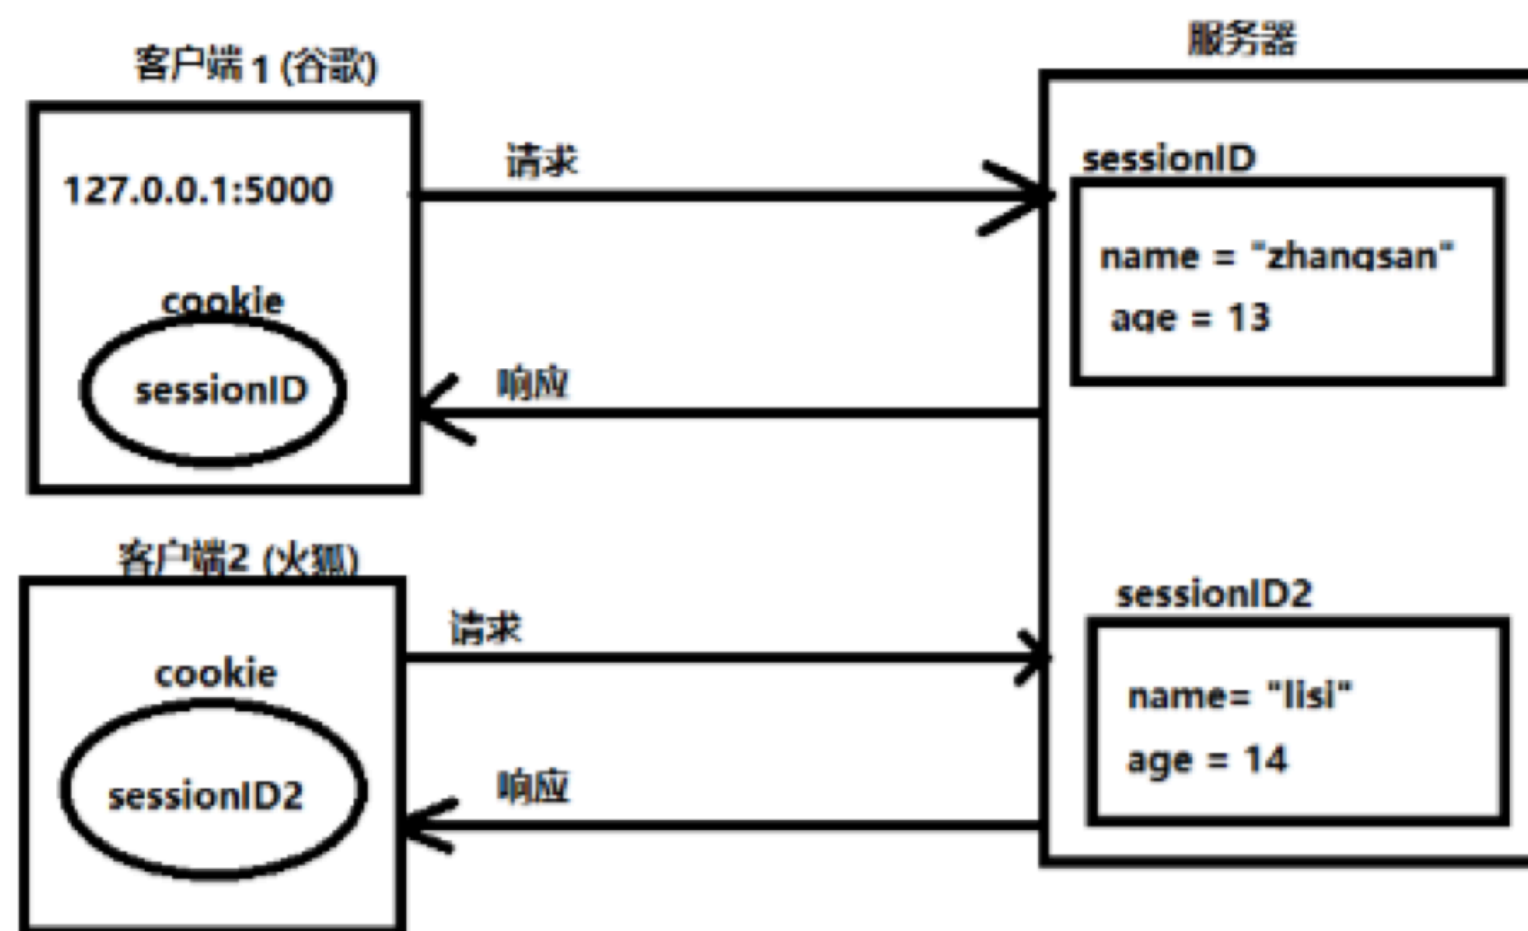 客户端 1 (谷歌)
127.0.0.1:5000
cookie
sessionID
请求
响应
服务器
sessionID
name = "zhangsan"
age = 13
客户端2 (火狐)
cookie
sessionID2
请求
响应
sessionID2
name= "lisi"
age = 14